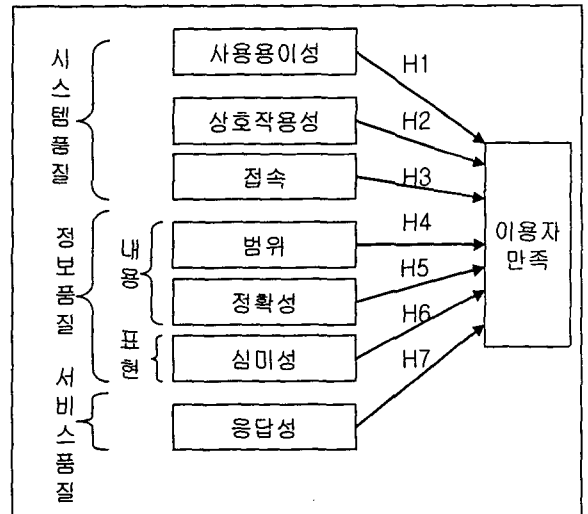 시스템품질
사용용이성
H1
상호작용성
H2
접속
H3
정보품질
내용
범위
H4
정확성
H5
표현
심미성
H6
서비스품질
응답성
H7
이용자
만족